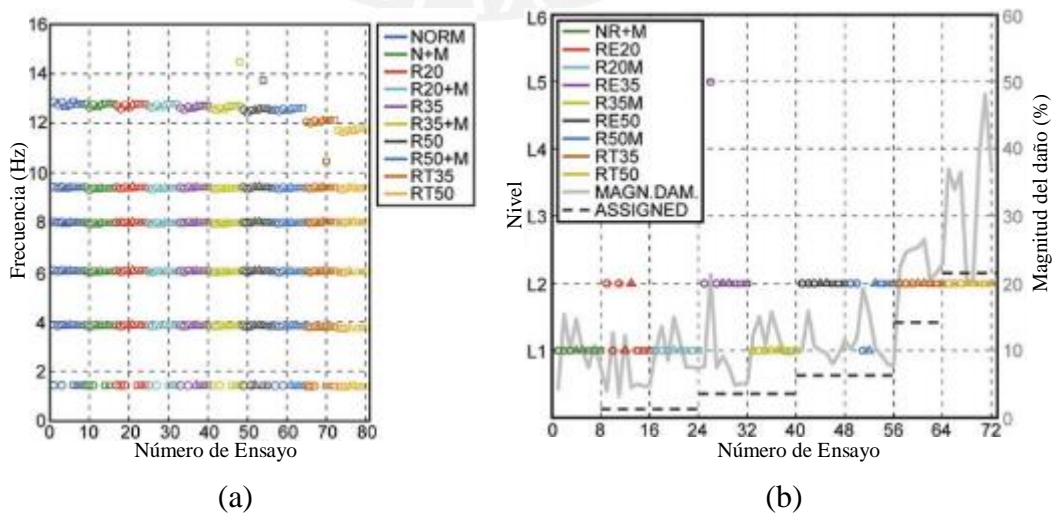 16
14
12
10
8
6
4
2
0
Frecuencia (Hz)
0 10 20 30 40 50 60 70 80
Número de Ensayo
NORM
N+M
R20
R20+M
R35
R35+M
R50
R50+M
RT35
RT50
(a)
L6
L5
L4
L3
L2
L1
Nivel
NR+M
RE20
R20M
RE35
R35M
RE50
R50M
RT35
RT50
MAGN.DAM.
ASSIGNED
0 8 16 24 32 40 48 56 64 72
Número de Ensayo
60
50
40
30
20
10
0
Magnitud del daño (%)
(b)